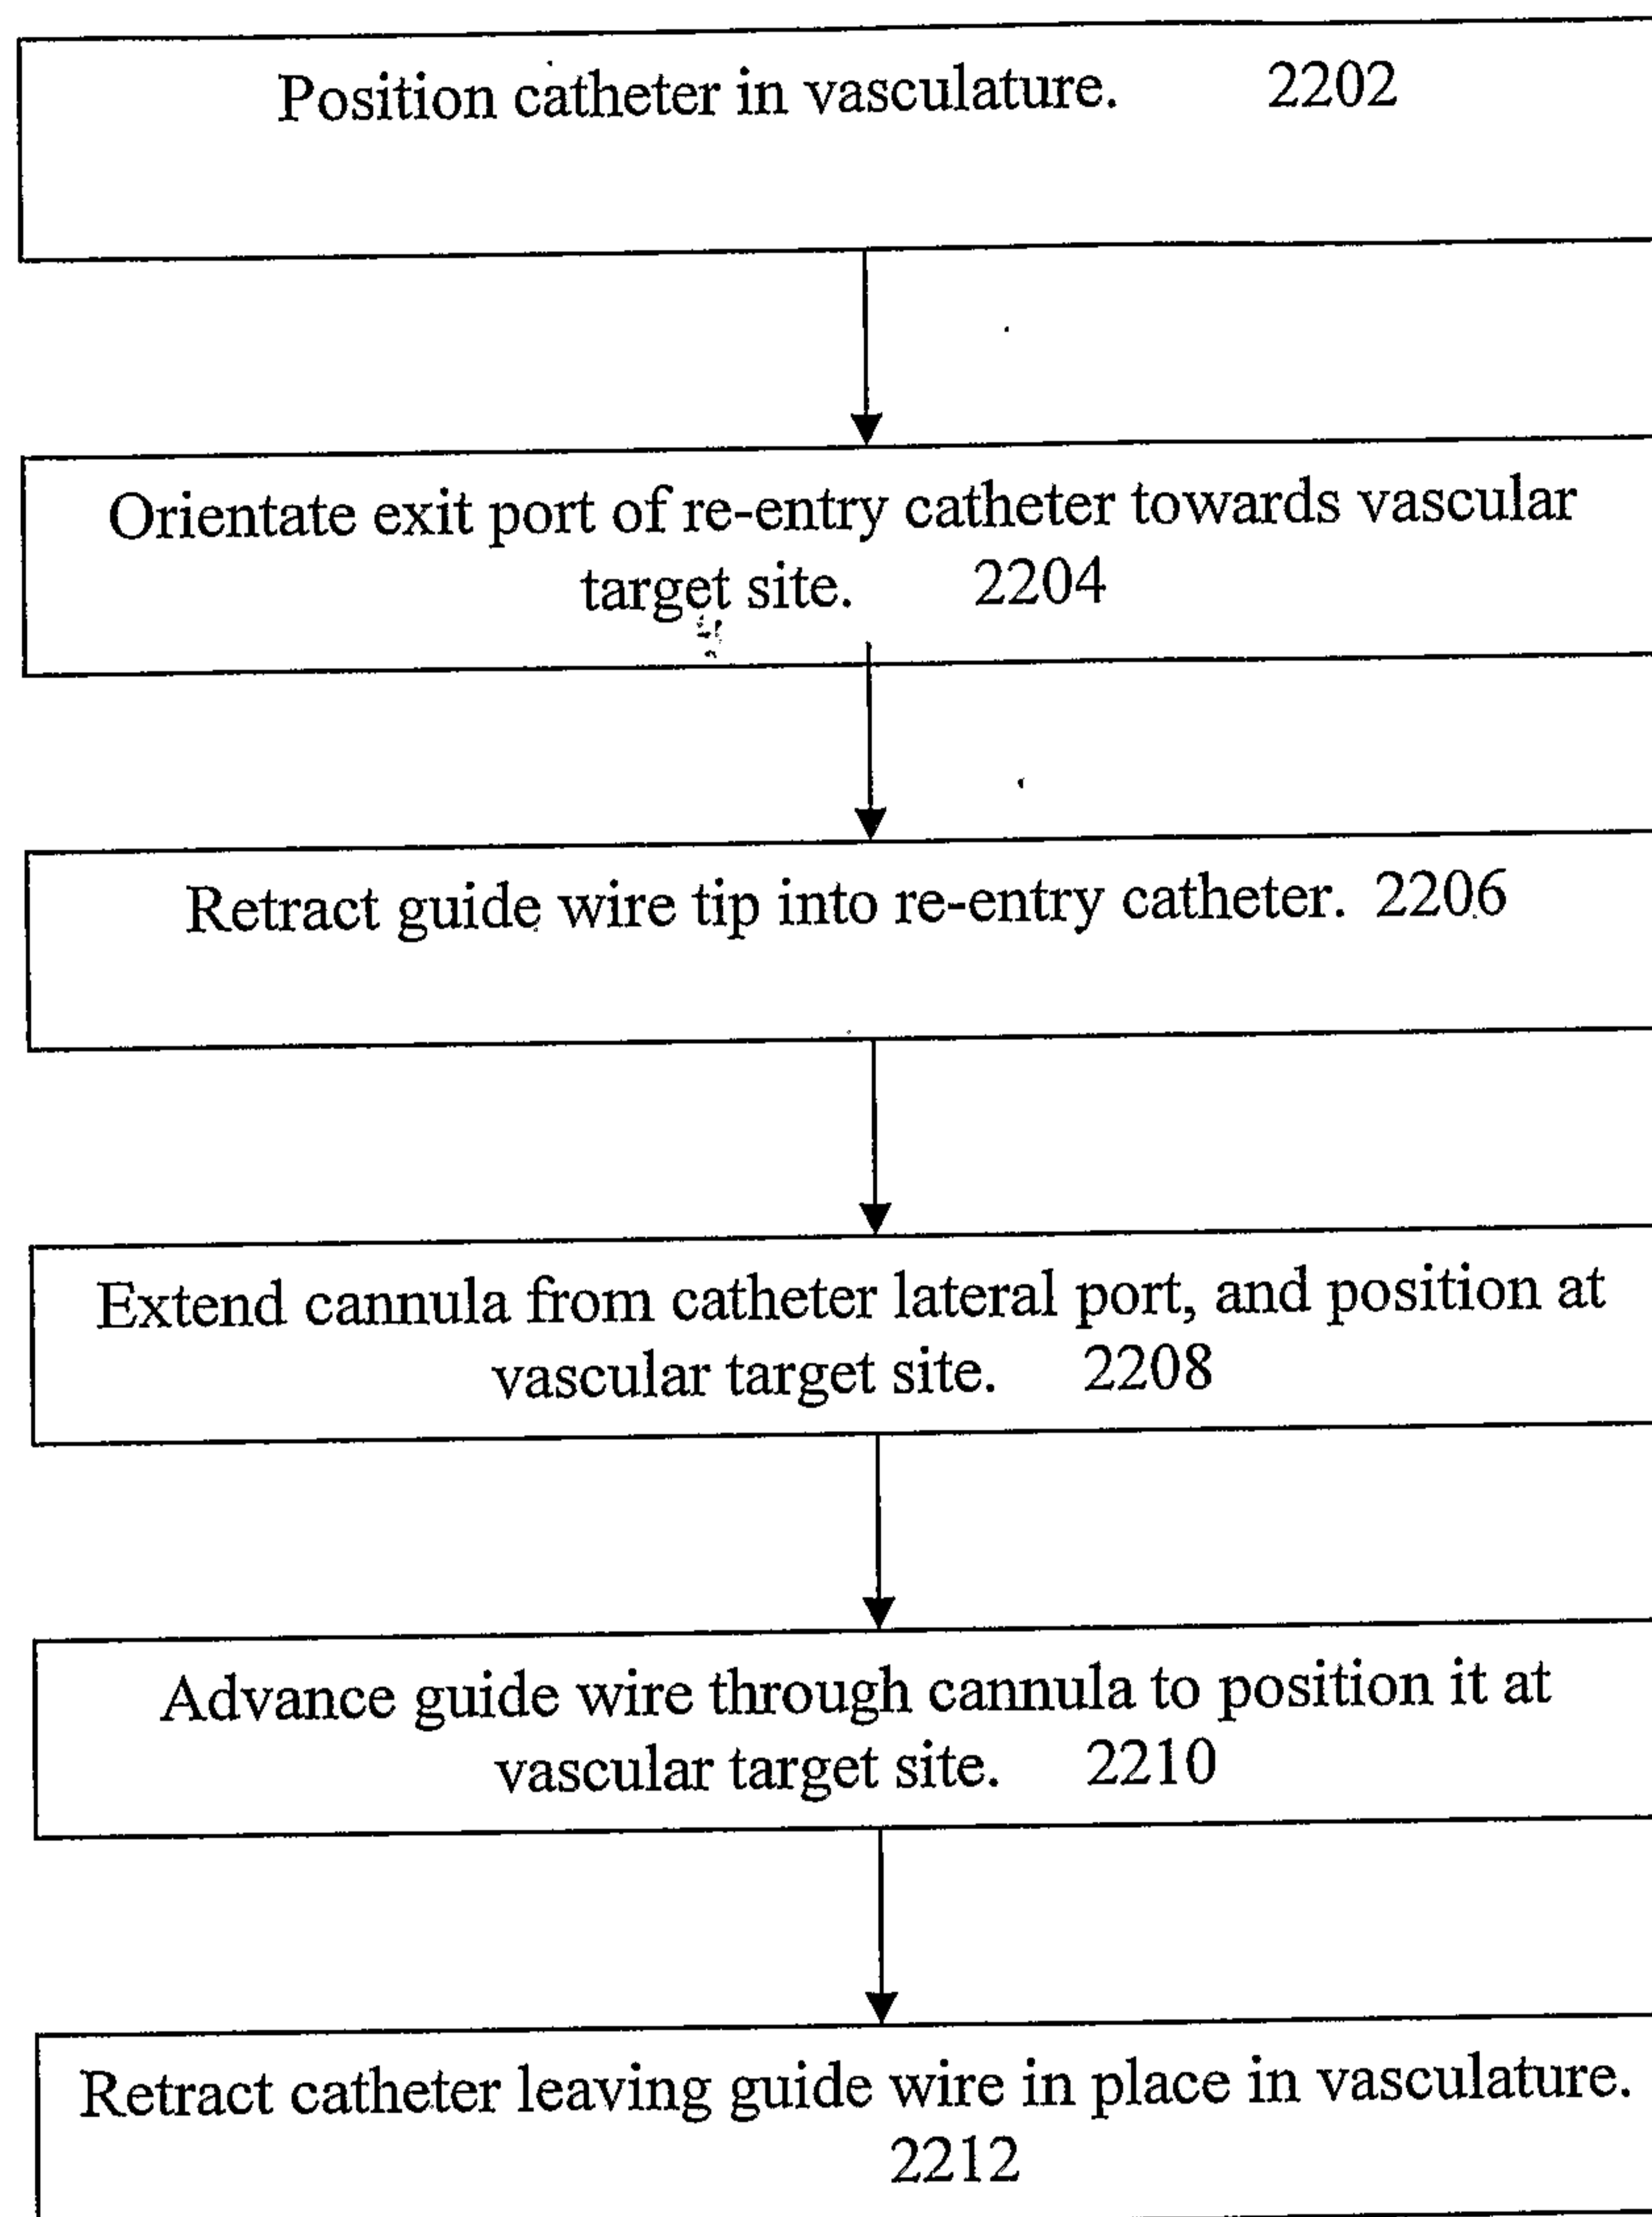 Position catheter in vasculature. 2202
Orientate exit port of re-entry catheter towards vascular
target site. 2204
Retract guide wire tip into re-entry catheter. 2206
Extend cannula from catheter lateral port, and position at
vascular target site. 2208
Advance guide wire through cannula to position it at
vascular target site. 2210
Retract catheter leaving guide wire in place in vasculature.
2212